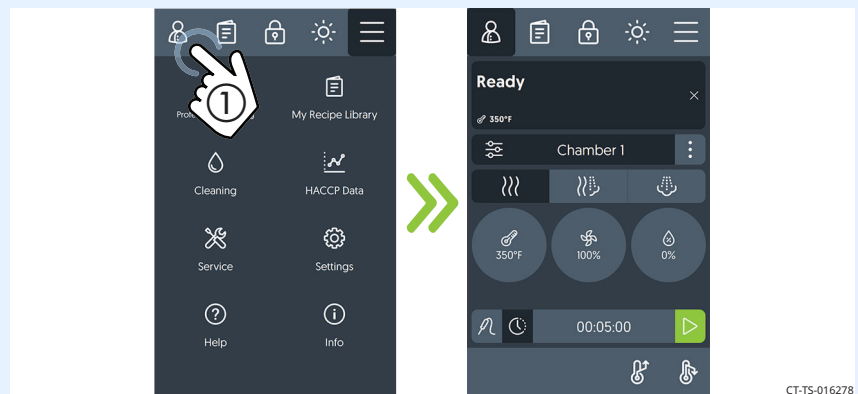 1
My Recipe Library
Cleaning
HACCP Data
Service
Settings
Help
Info
Ready
350°F
Chamber 1
350°F
100%
0%
00:05:00
CT-TS-016278